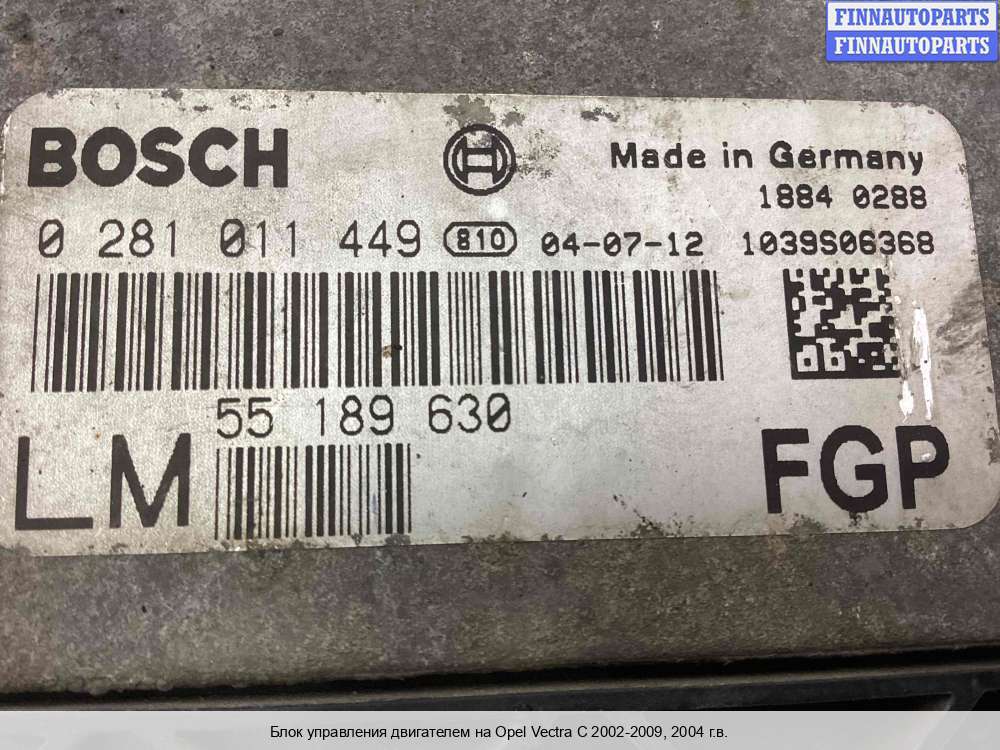 FINNAUTOPARTS
FINNAUTOPARTS
BOSCH
Made in Germany
1884 0288
0 281 011 449 810 04-07-12 1039S06368
55 189 630
LM
FGP
Блок управления двигателем на Opel Vectra C 2002-2009, 2004 г.в.